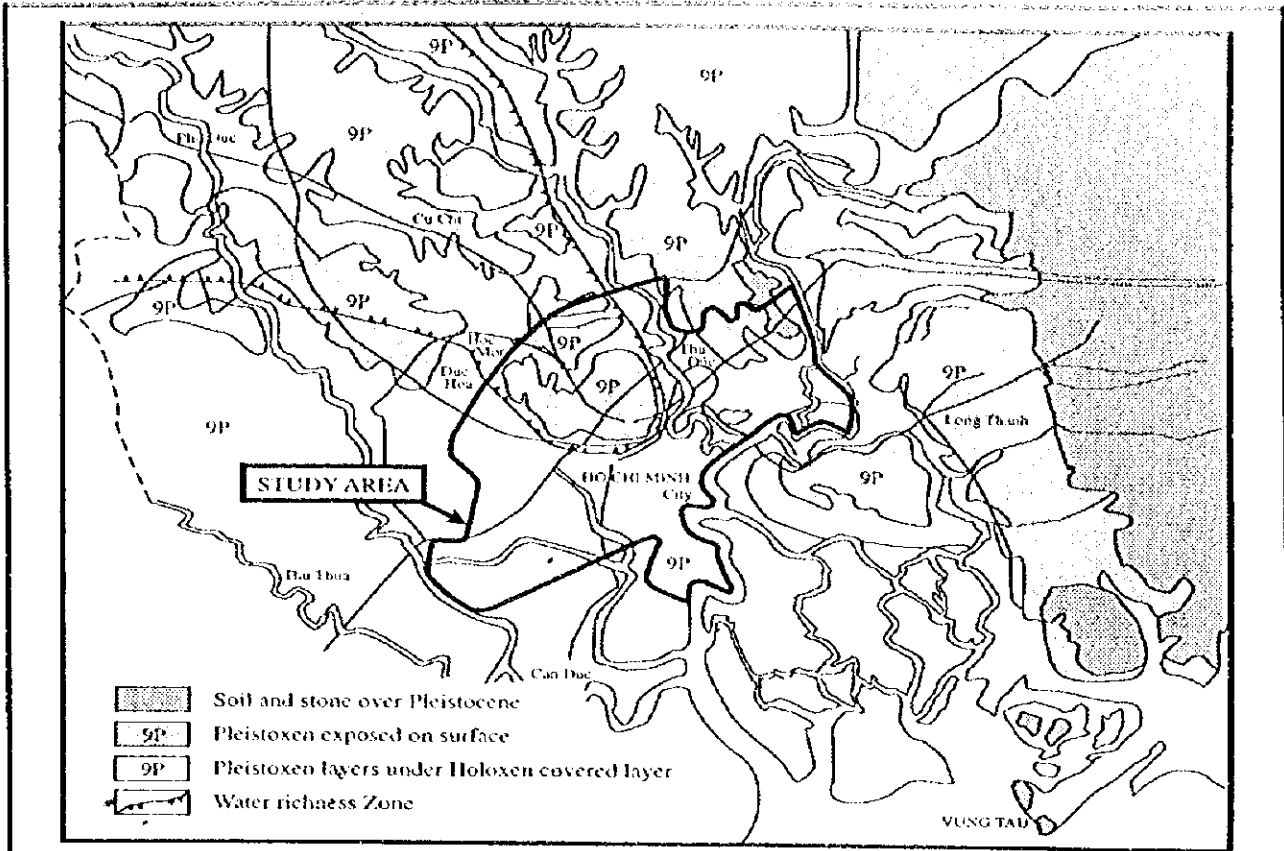 9P
9P
9P
Cu Chi
9P
9P
9P
9P
9P
Hoc
Mon
Duc
Hoa
9P
Thu
Duc
9P
9P
Long Thanh
9P
STUDY AREA
HO CHI MINH
City
9P
Can Duc
Soil and stone over Pleistocene
9P Pleistoxen exposed on surface
9P Pleistoxen layers under Holoxen covered layer
Water richness Zone
VUNG TAU